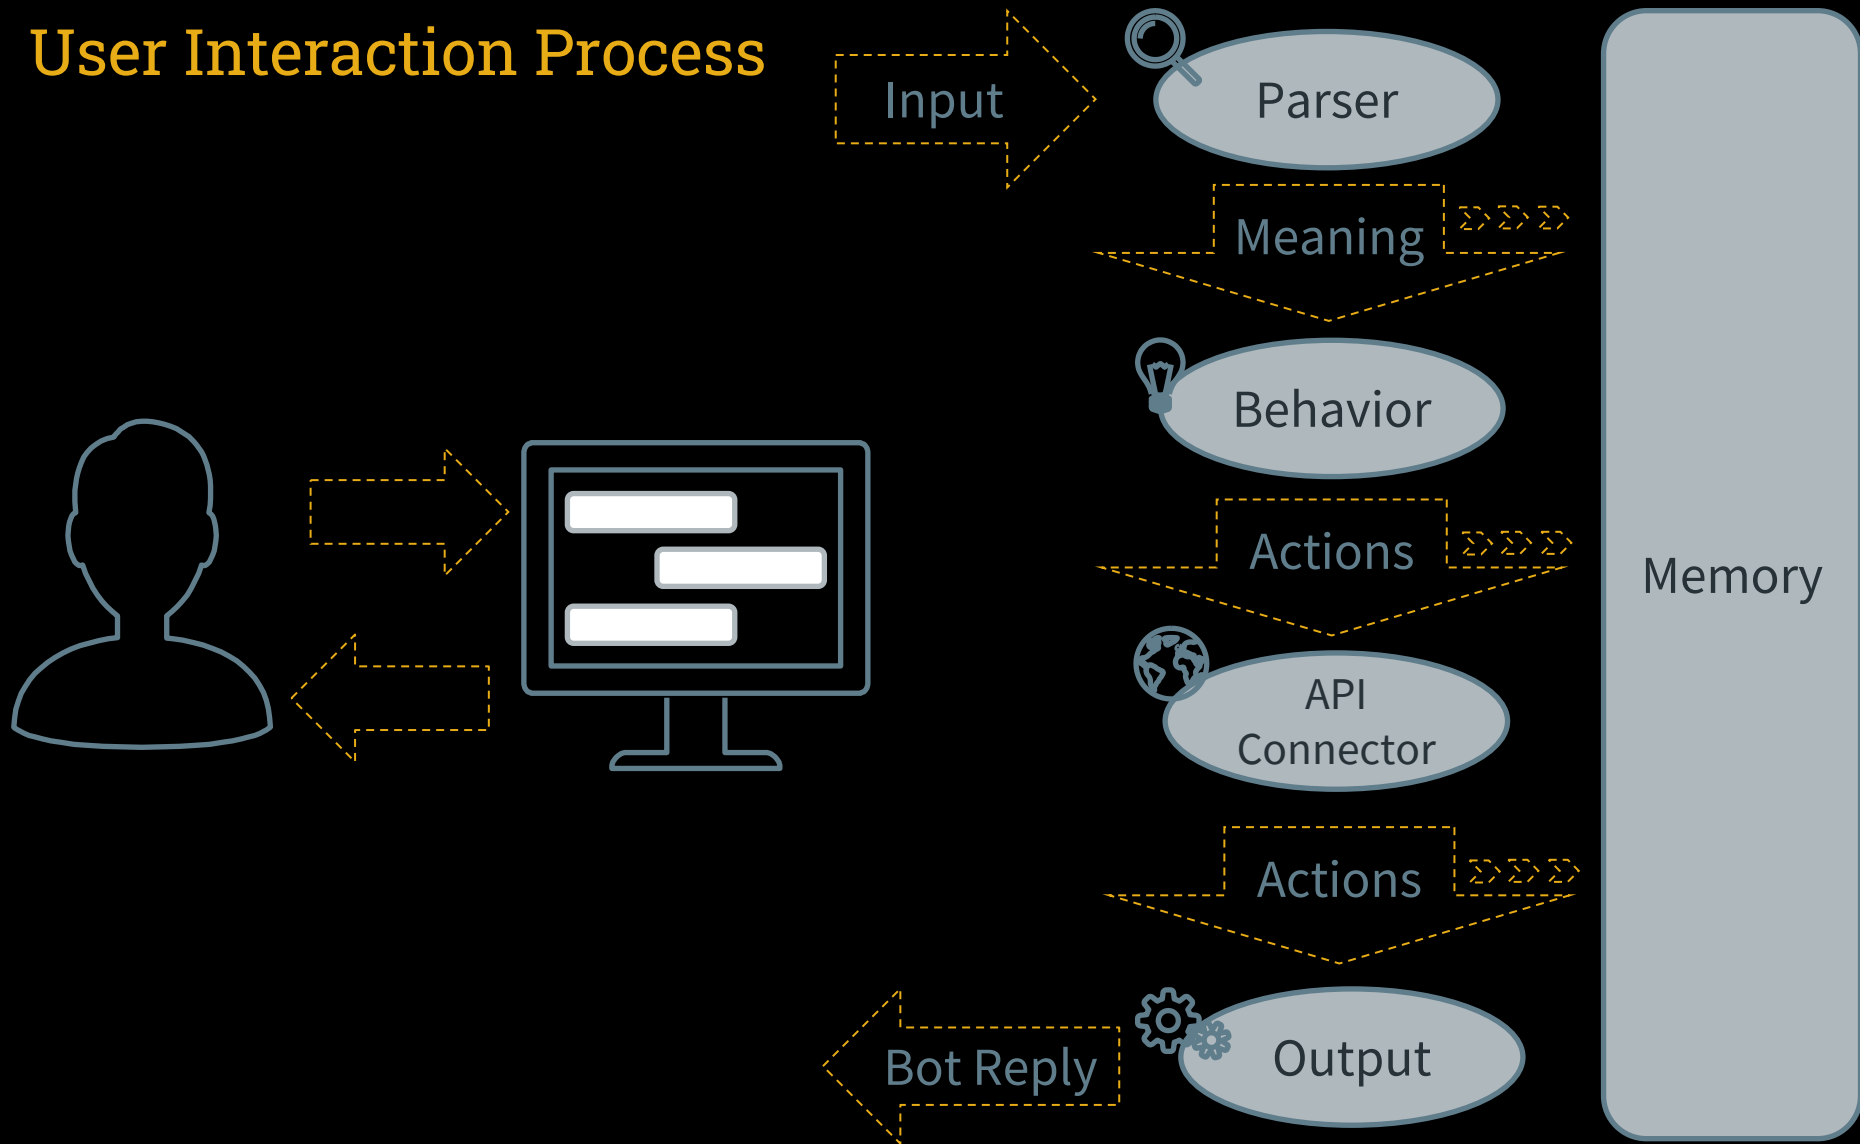 User Interaction Process
Input
Parser
Meaning
Behavior
Actions
Memory
API
Connector
Actions
Bot Reply
Output